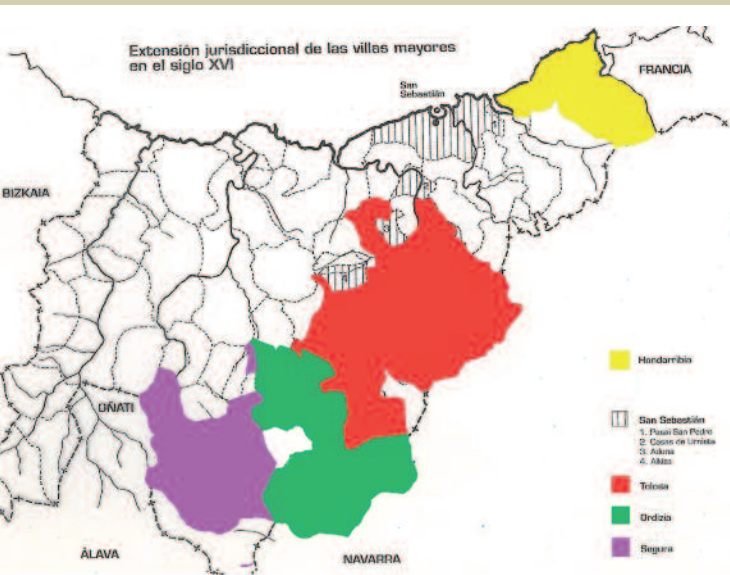 Extensión jurisdiccional de las villas mayores
en el siglo XVI
FRANCIA
San
Sebastián
BIZKAIA
OÑATI
ÀLAVA
NAVARRA
Hondarribia
San Sebastián
1. Pasai San Pedro
2. Casas de Urnieta
3. Aduna
4. Alkiza
Tolosa
Ordizia
Segura